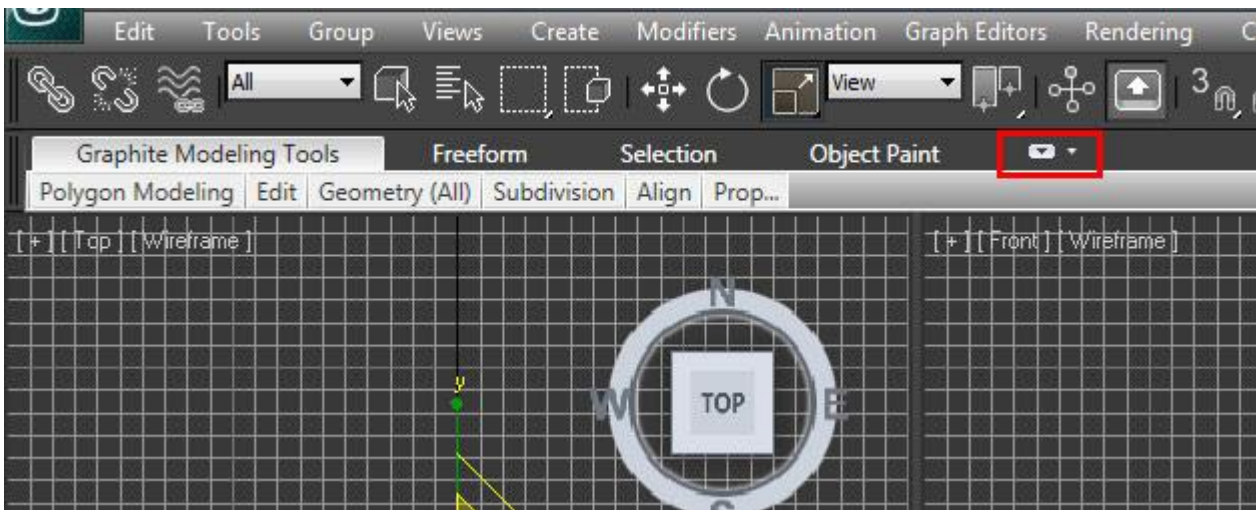 Edit Tools Group Views Create Modifiers Animation Graph Editors Rendering
All View 3
Graphite Modeling Tools Freeform Selection Object Paint
Polygon Modeling Edit Geometry (All) Subdivision Align Prop...
[ + ] [ Top ] [ Wireframe ] [ + ] [ Front ] [ Wireframe ]
N
y
W TOP E
S